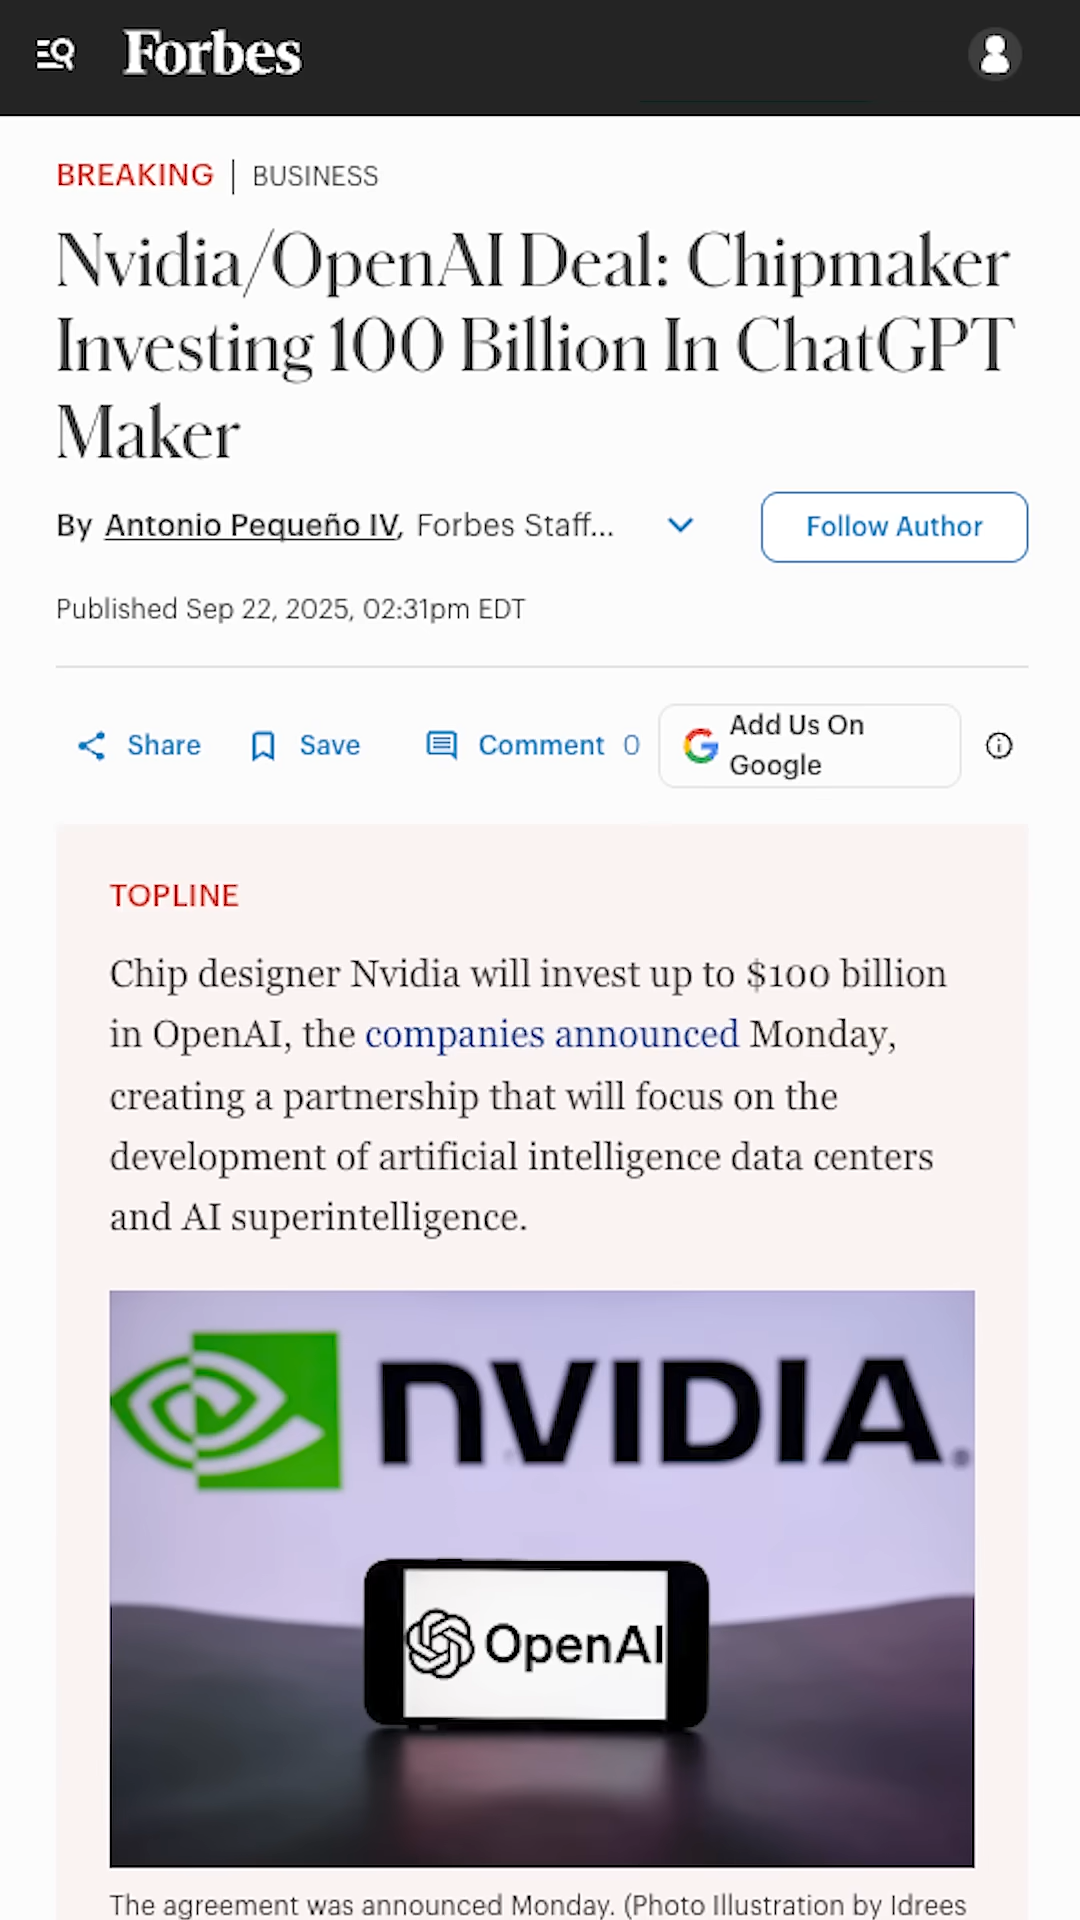 Forbes
BREAKING | BUSINESS
Nvidia/OpenAI Deal: Chipmaker
Investing 100 Billion In ChatGPT
Maker
By Antonio Pequeño IV, Forbes Staff...
Follow Author
Published Sep 22, 2025, 02:31pm EDT
Share
Save
Comment 0
Add Us On
Google
TOPLINE
Chip designer Nvidia will invest up to $100 billion
in OpenAI, the companies announced Monday,
creating a partnership that will focus on the
development of artificial intelligence data centers
and AI superintelligence.
NVIDIA.
OpenAI
The agreement was announced Monday. (Photo Illustration by Idrees